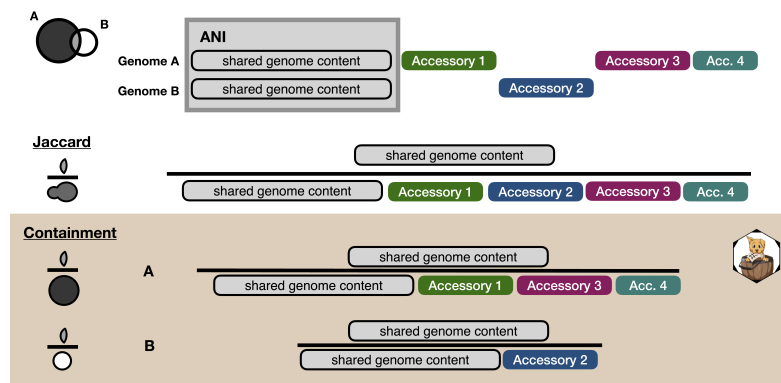 A
B
ANI
Genome A
shared genome content
Accessory 1
Accessory 3
Acc. 4
Genome B
shared genome content
Accessory 2
Jaccard
shared genome content
shared genome content
Accessory 1
Accessory 2
Accessory 3
Acc. 4
Containment
A
shared genome content
shared genome content
Accessory 1
Accessory 3
Acc. 4
B
shared genome content
shared genome content
Accessory 2